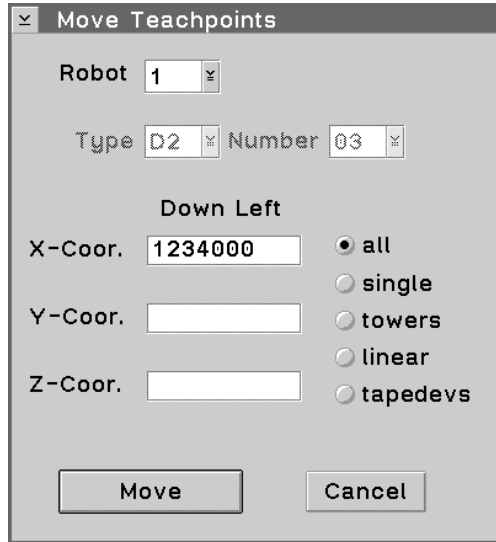 Move Teachpoints
Robot 1
Type D2 Number 03
Down Left
X-Coor. 1234000
all
single
Y-Coor.
towers
linear
Z-Coor.
tapedevs
Move Cancel